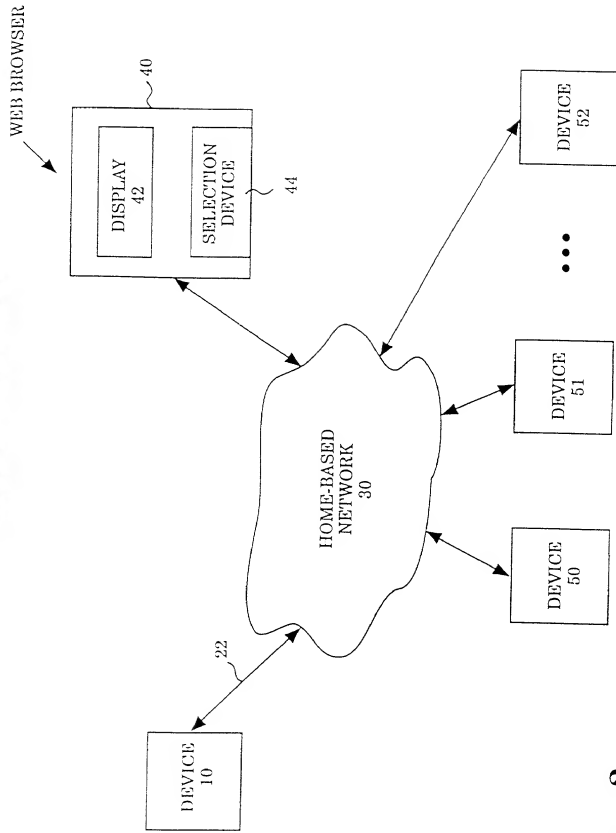 WEB BROWSER
40
DISPLAY
42
SELECTION
DEVICE
44
HOME-BASED
NETWORK
30
22
DEVICE
10
DEVICE
50
DEVICE
51
DEVICE
52